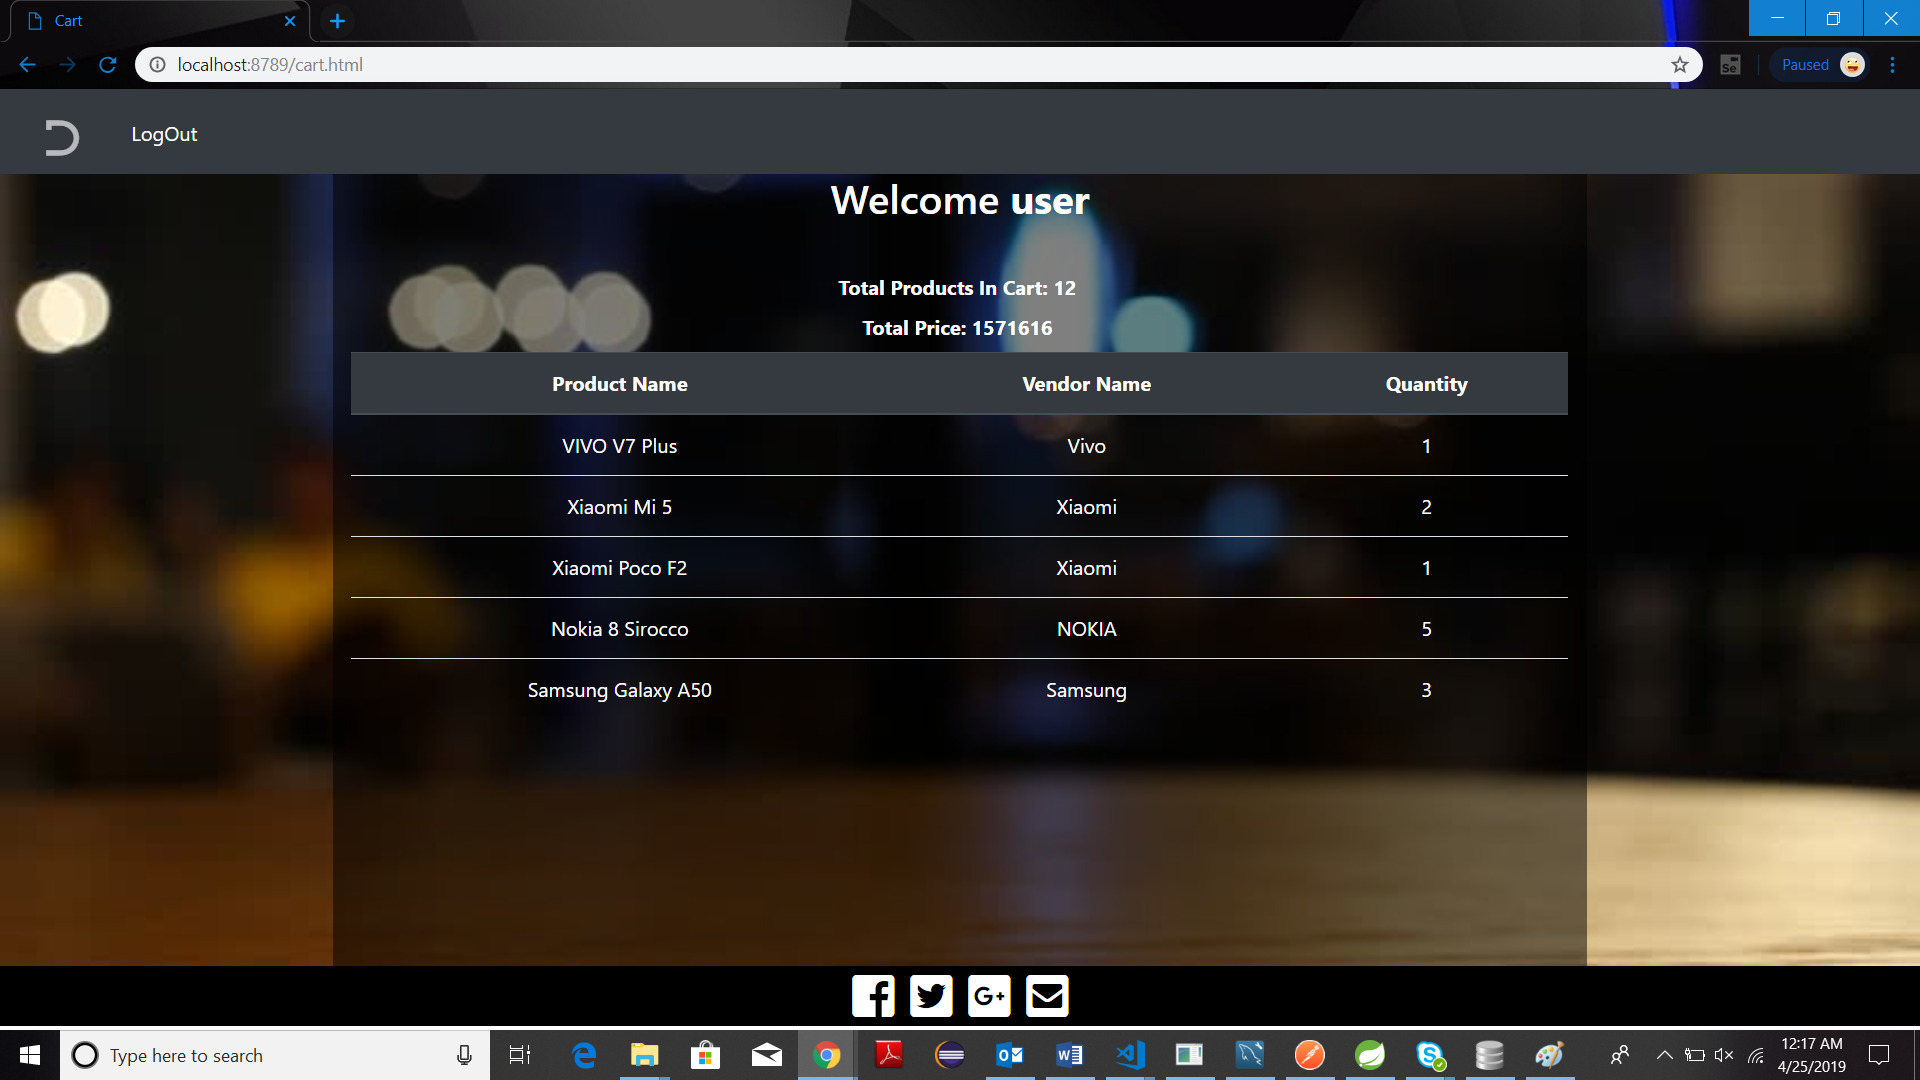 Cart
localhost:8789/cart.html
Se
Paused
LogOut
Welcome user
Total Products In Cart: 12
Total Price: 1571616
Product Name Vendor Name Quantity
VIVO V7 Plus Vivo 1
Xiaomi Mi 5 Xiaomi 2
Xiaomi Poco F2 Xiaomi 1
Nokia 8 Sirocco NOKIA 5
Samsung Galaxy A50 Samsung 3
G+
Type here to search
12:17 AM
4/25/2019